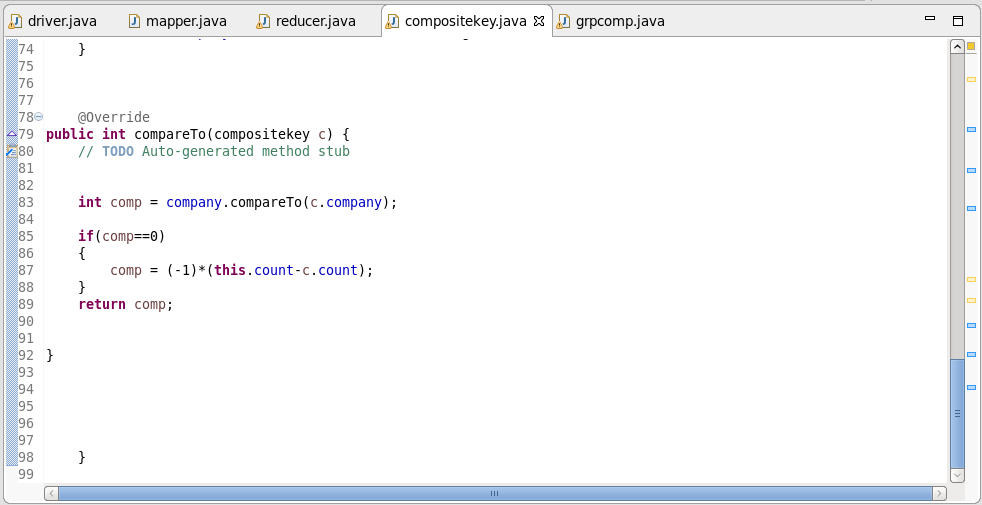 driver.java mapper.java reducer.java compositekey.java grpcomp.java
74 }
75
76
77
78 @Override
79 public int compareTo(compositekey c) {
80 // TODO Auto-generated method stub
81
82
83 int comp = company.compareTo(c.company);
84
85 if(comp==0)
86 {
87 comp = (-1)*(this.count-c.count);
88 }
89 return comp;
90
91
92 }
93
94
95
96
97
98 }
99